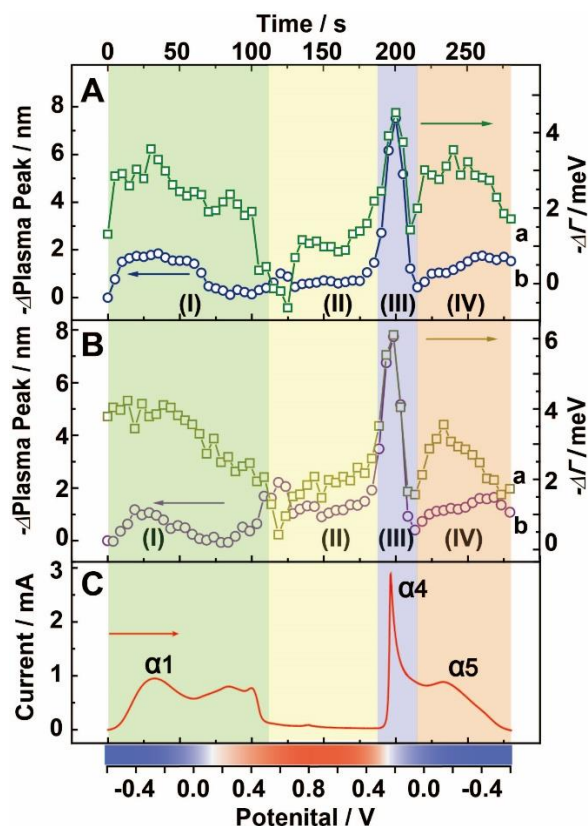 Time / s
0 50 100 150 200 250
A
-ΔPlasma Peak / nm
8
6
4
2
0
4
2
0
-ΔΓ/meV
a
b
(I) (II) (III) (IV)
B
-ΔPlasma Peak / nm
8
6
4
2
0
6
4
2
0
-ΔΓ/meV
a
b
(I) (II) (III) (IV)
C
Current / mA
3
2
1
0
α1
α4
α5
-0.4 0.0 0.4 0.8 0.4 0.0 -0.4
Potenital / V